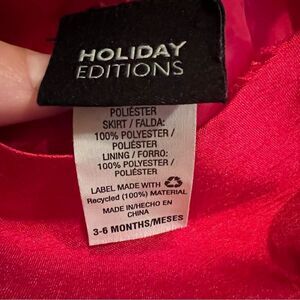 HOLIDAY
EDITIONS
POLIÉSTER
SKIRT / FALDA:
100% POLYESTER /
POLIÉSTER
LINING / FORRO:
100% POLYESTER /
POLIÉSTER
LABEL MADE WITH
Recycled (100%) MATERIAL
MADE IN/HECHO EN
CHINA
3-6 MONTHS/MESES